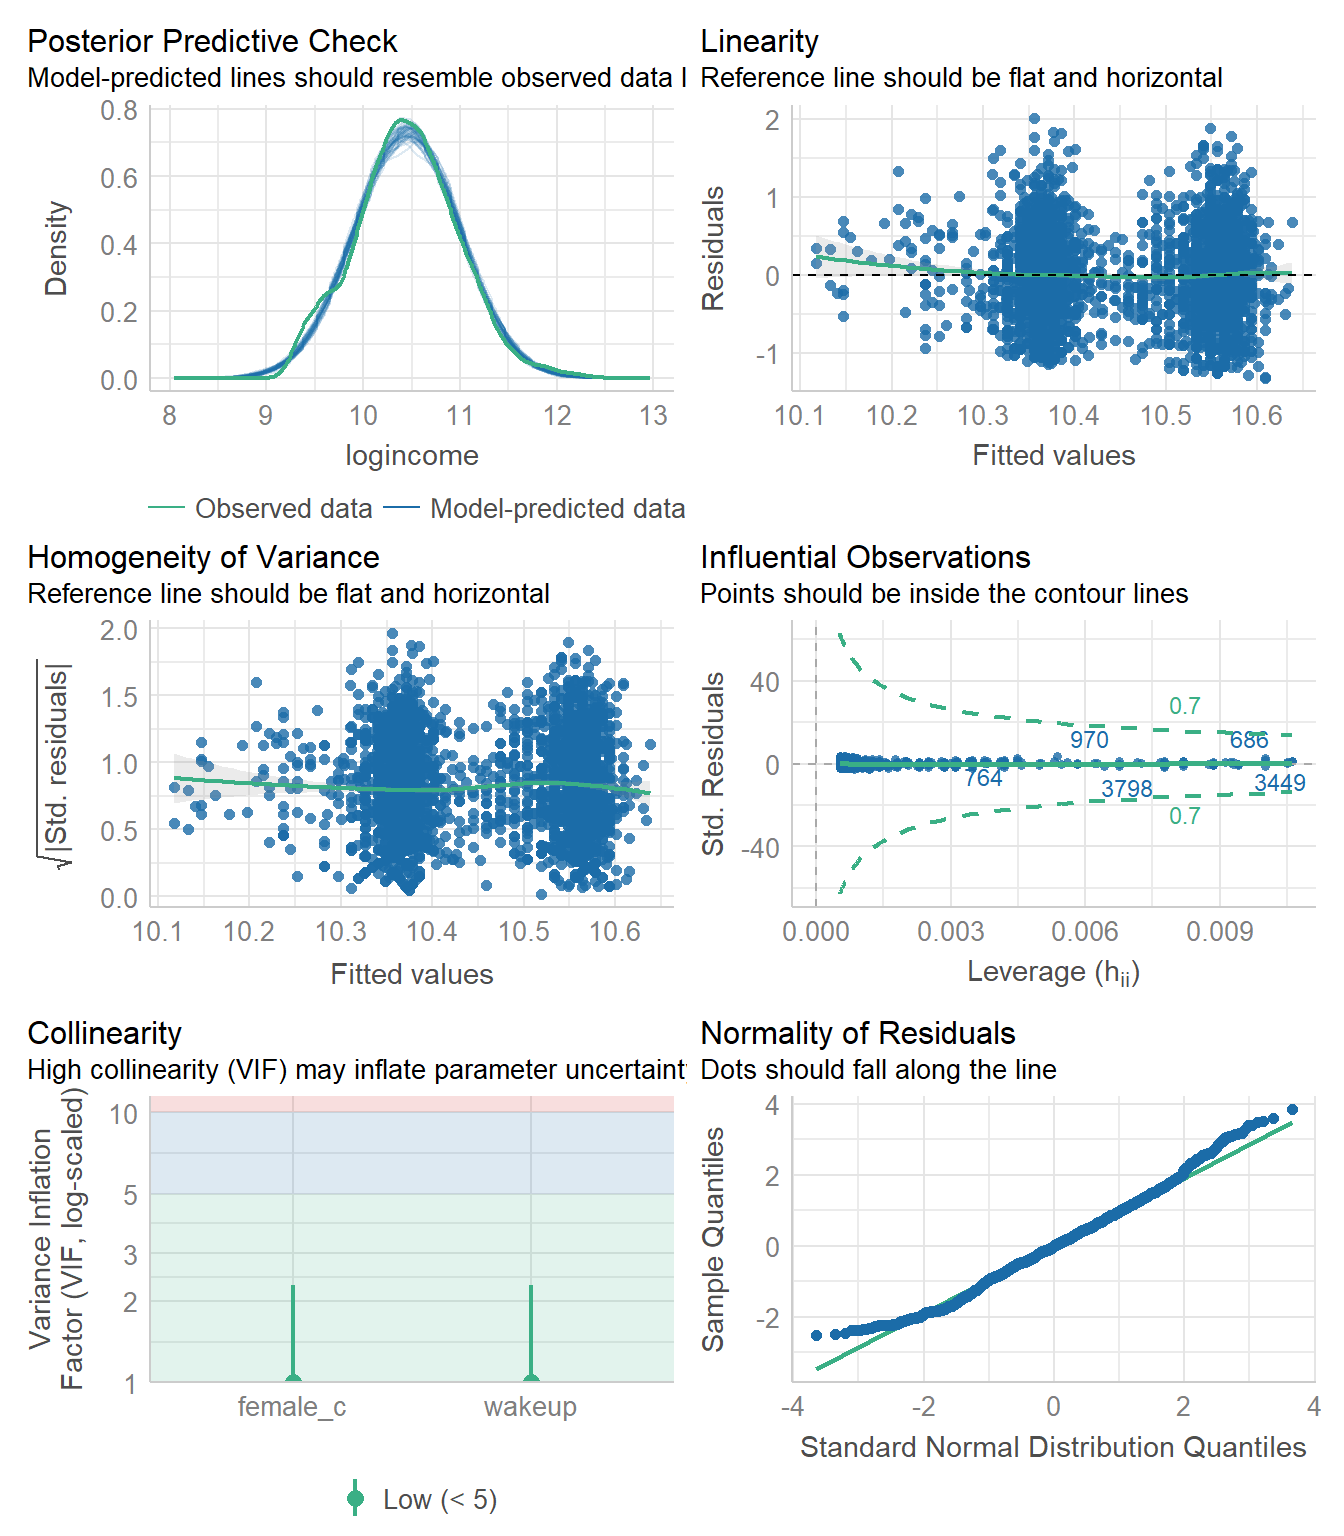 Posterior Predictive Check
Model-predicted lines should resemble observed data l
0.8
0.6
0.4
0.2
0.0
Density
8 9 10 11 12 13
logincome
Observed data Model-predicted data
Linearity
Reference line should be flat and horizontal
2
1
0
-1
Residuals
10.1 10.2 10.3 10.4 10.5 10.6
Fitted values
Homogeneity of Variance
Reference line should be flat and horizontal
2.0
1.5
1.0
0.5
0.0
√|Std. residuals|
10.1 10.2 10.3 10.4 10.5 10.6
Fitted values
Influential Observations
Points should be inside the contour lines
40
0
-40
Std. Residuals
0.7
970 686
764 3798 3449
0.7
0.000 0.003 0.006 0.009
Leverage (hii)
Collinearity
High collinearity (VIF) may inflate parameter uncertainty
10
5
3
2
1
Variance Inflation
Factor (VIF, log-scaled)
female_c wakeup
Low (< 5)
Normality of Residuals
Dots should fall along the line
4
2
0
-2
Sample Quantiles
-4 -2 0 2 4
Standard Normal Distribution Quantiles